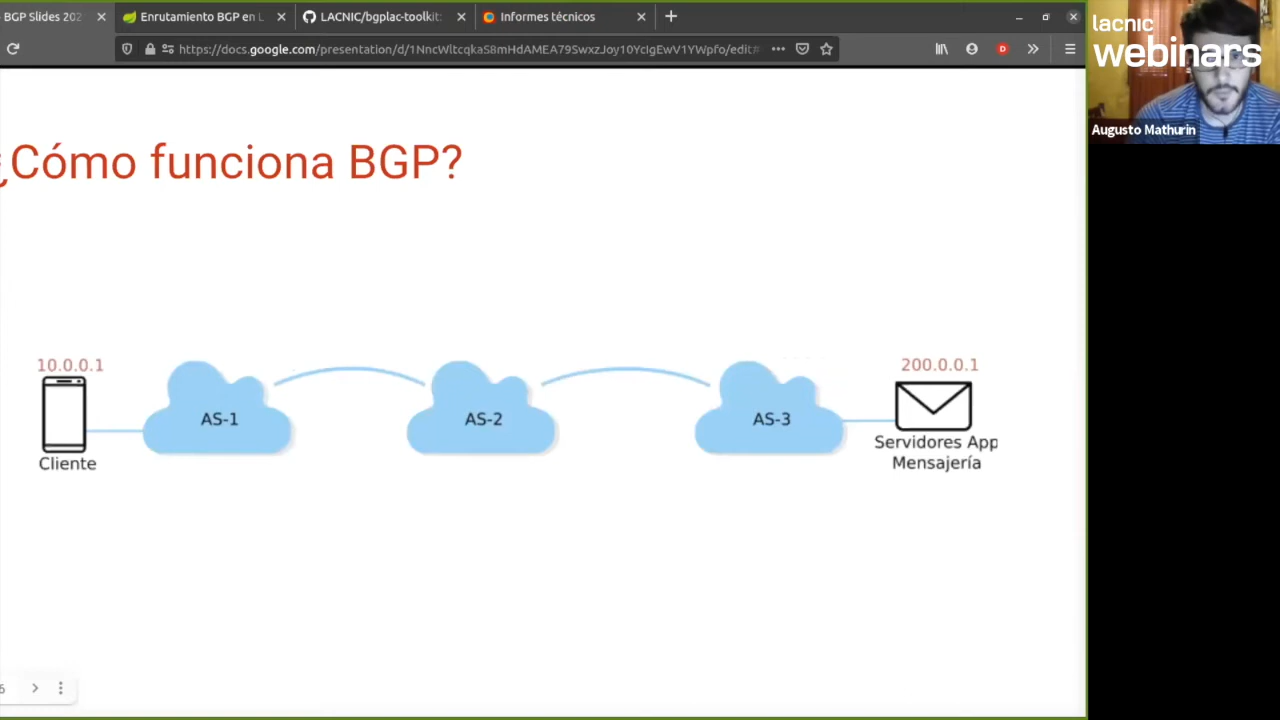 BGP Slides 202
Enrutamiento BGP en L
LACNIC/bgplac-toolkit:
Informes técnicos
https://docs.google.com/presentation/d/
D
lacnic
webinars
Augusto Mathurin
¿Cómo funciona BGP?
10.0.0.1
200.0.0.1
AS-1
AS-2
AS-3
Cliente
Servidores App
Mensajería